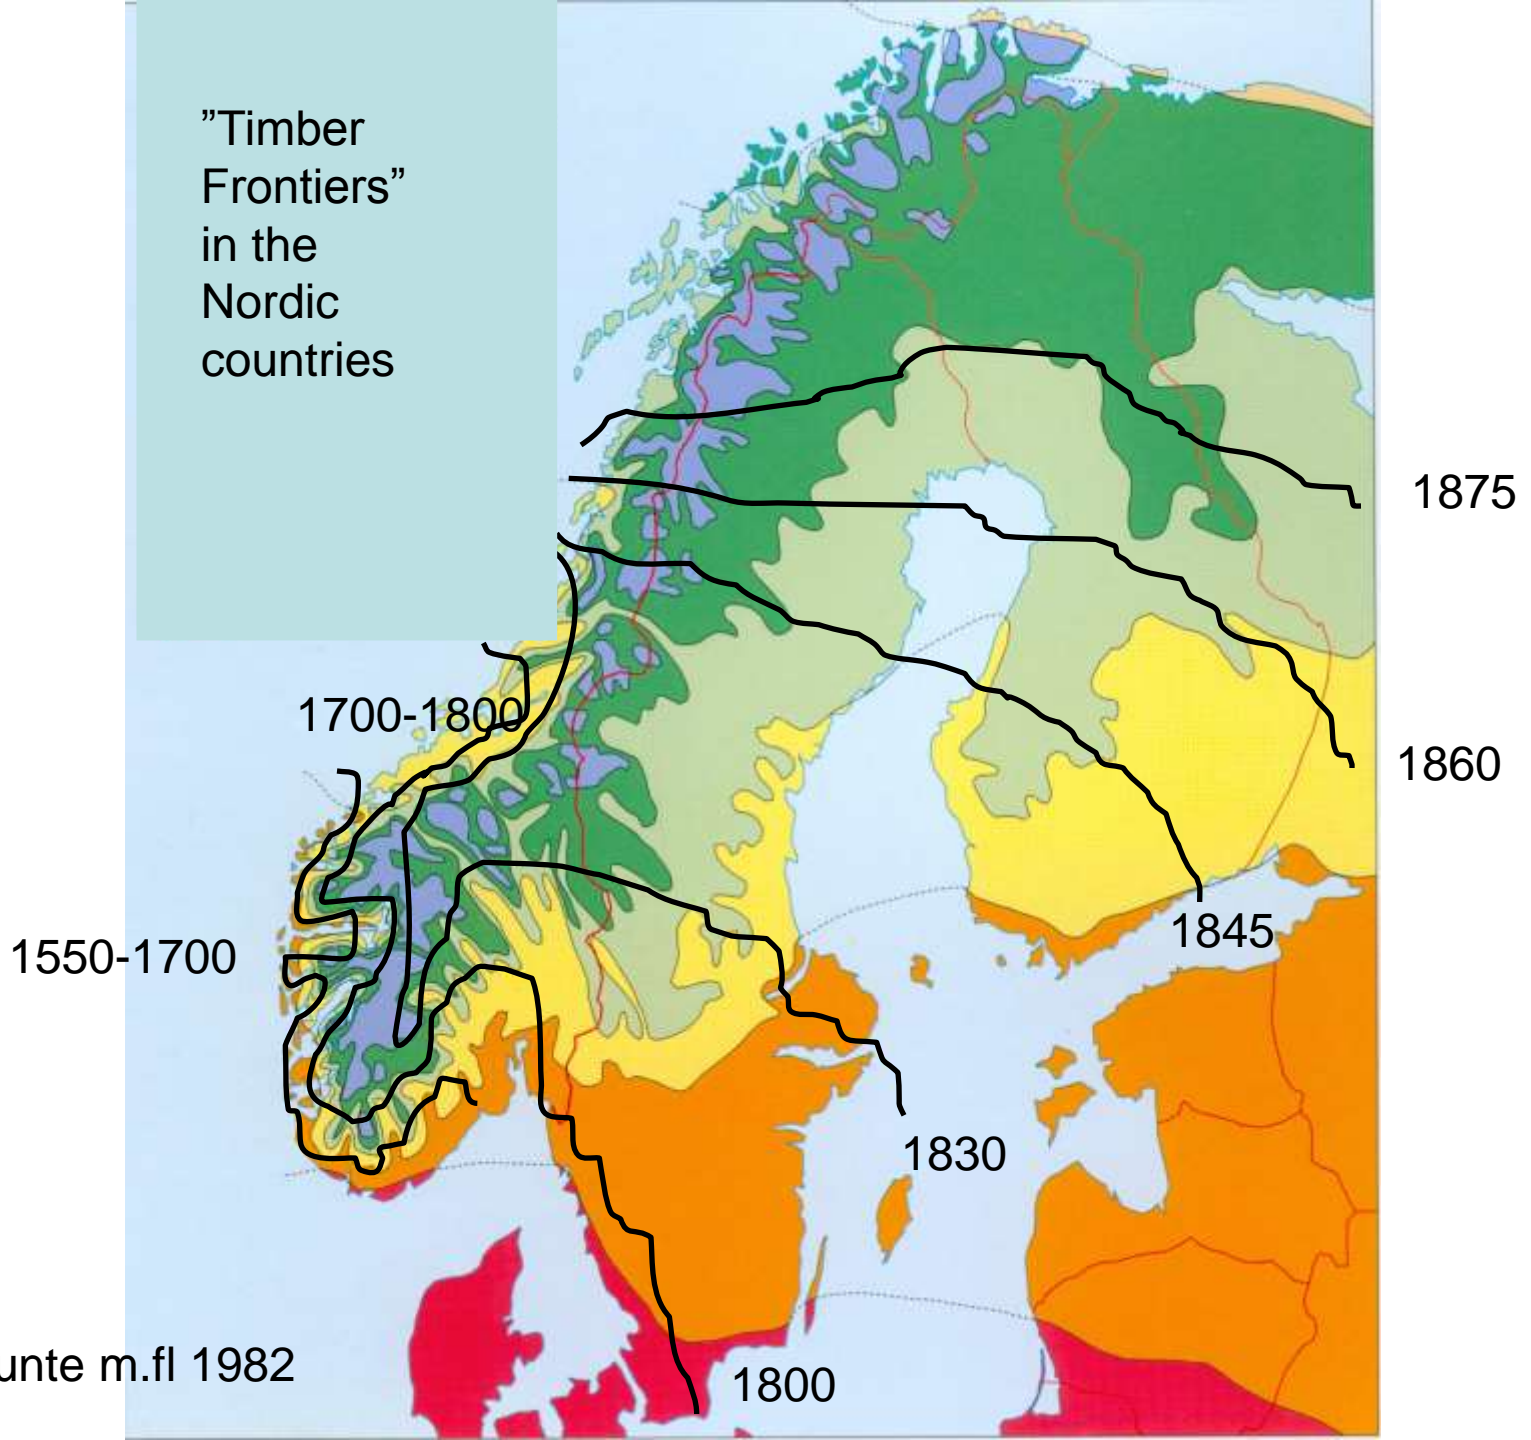 ”Timber
Frontiers”
in the
Nordic
countries
1875
1700-1800
1860
1845
1550-1700
1830
m.fl 1982
1800